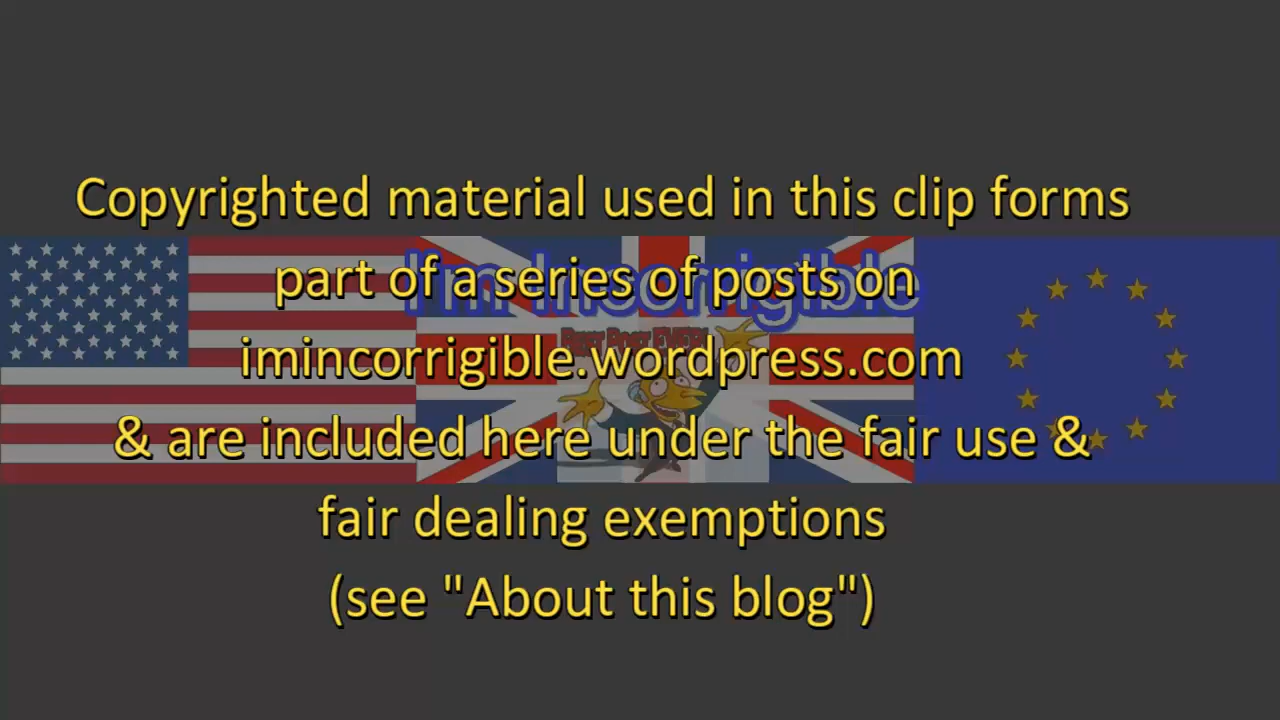 Copyrighted material used in this clip forms
part of a series of posts on
I'm Incorrigible
imincorrigible.wordpress.com
& are included here under the fair use &
fair dealing exemptions
(see "About this blog")